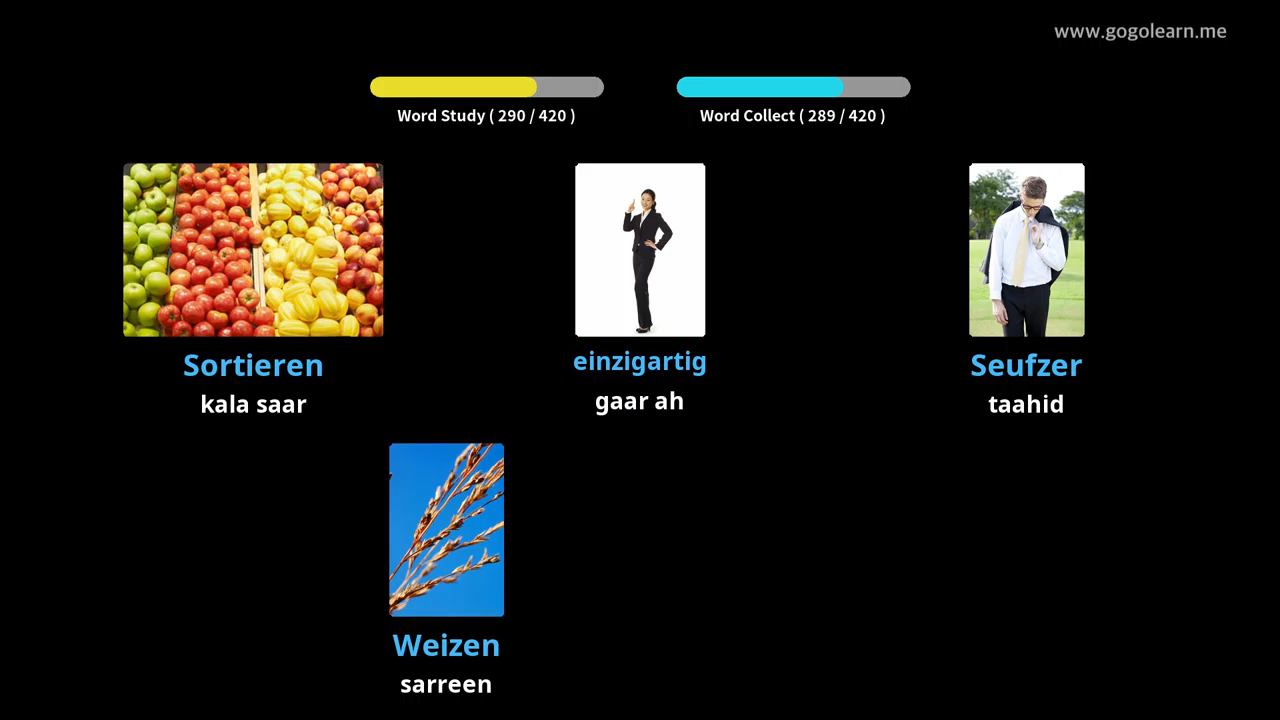 www.gogolearn.me
Word Study ( 290 / 420 )
Word Collect ( 289 / 420 )
Sortieren
kala saar
einzigartig
gaar ah
Seufzer
taahid
Weizen
sarreen